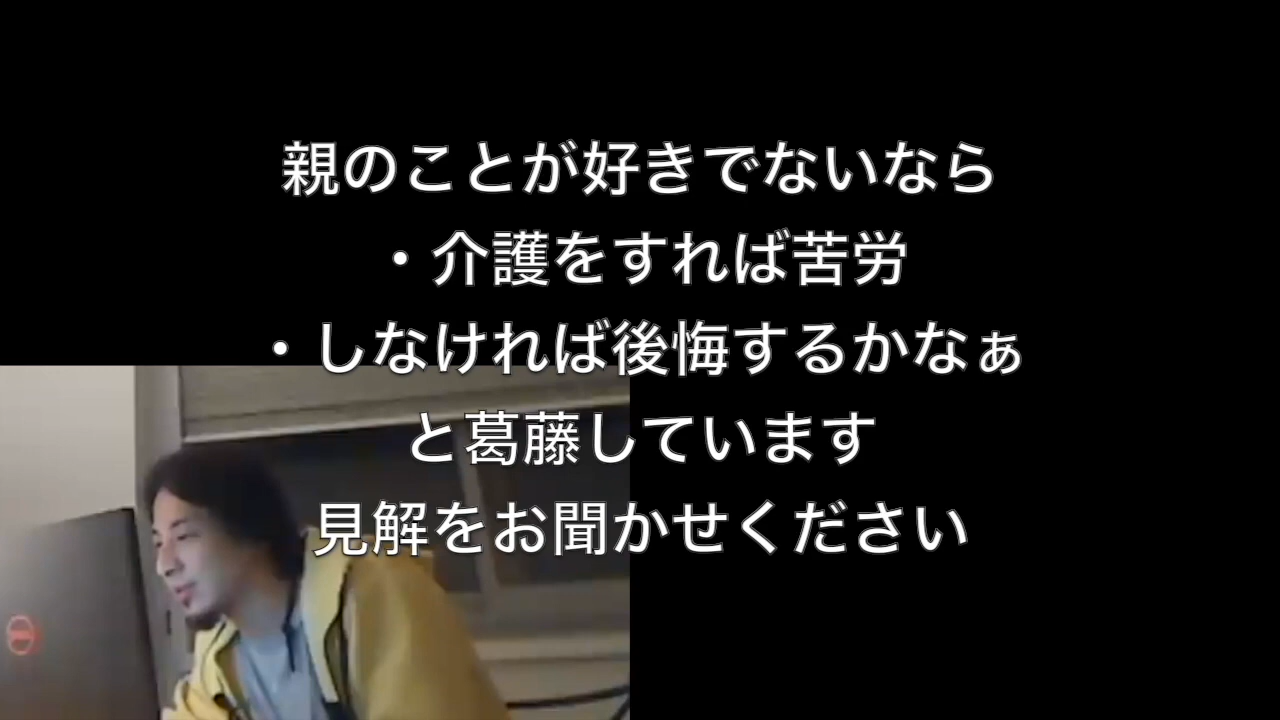 親のことが好きでないなら
・介護をすれば苦労
・しなければ後悔するかなぁ
と葛藤しています
見解をお聞かせください